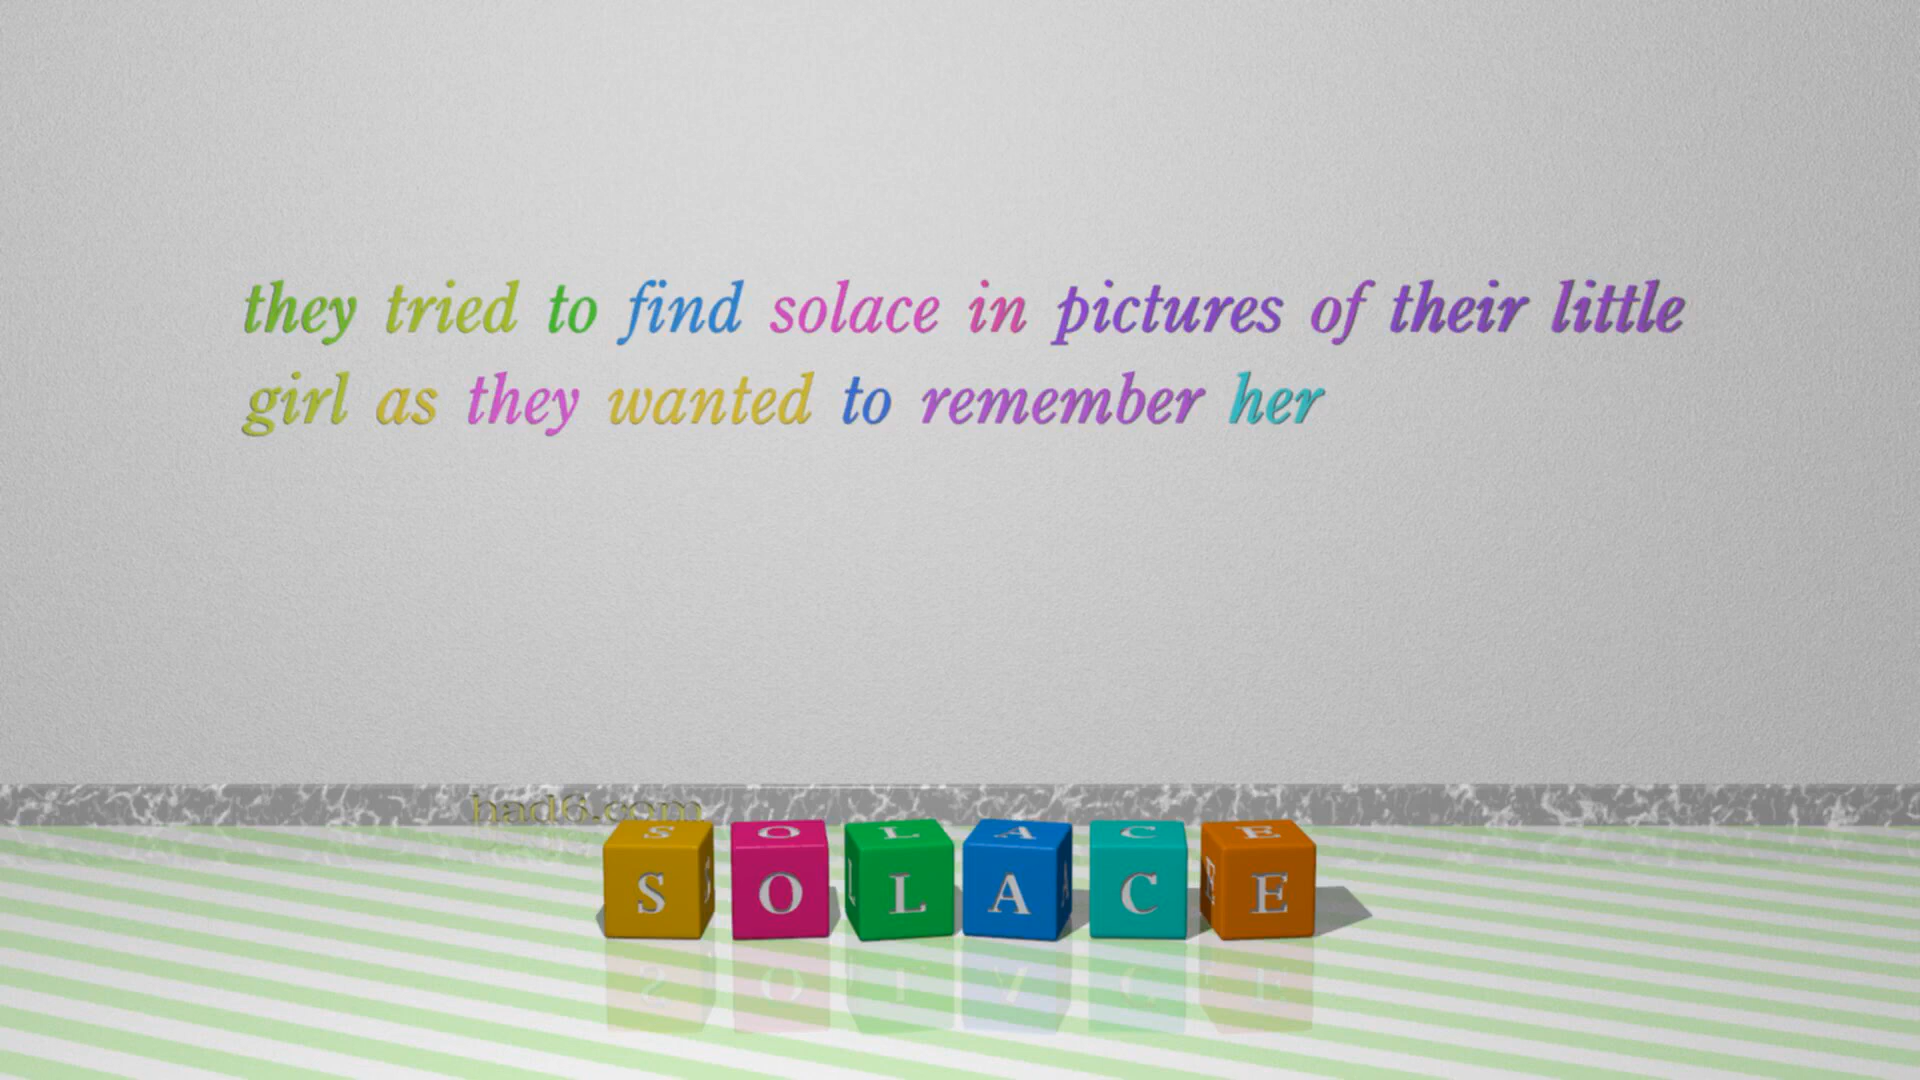 they tried to find solace in pictures of their little
girl as they wanted to remember her
had6.com
S O L A C E
S O L A C E